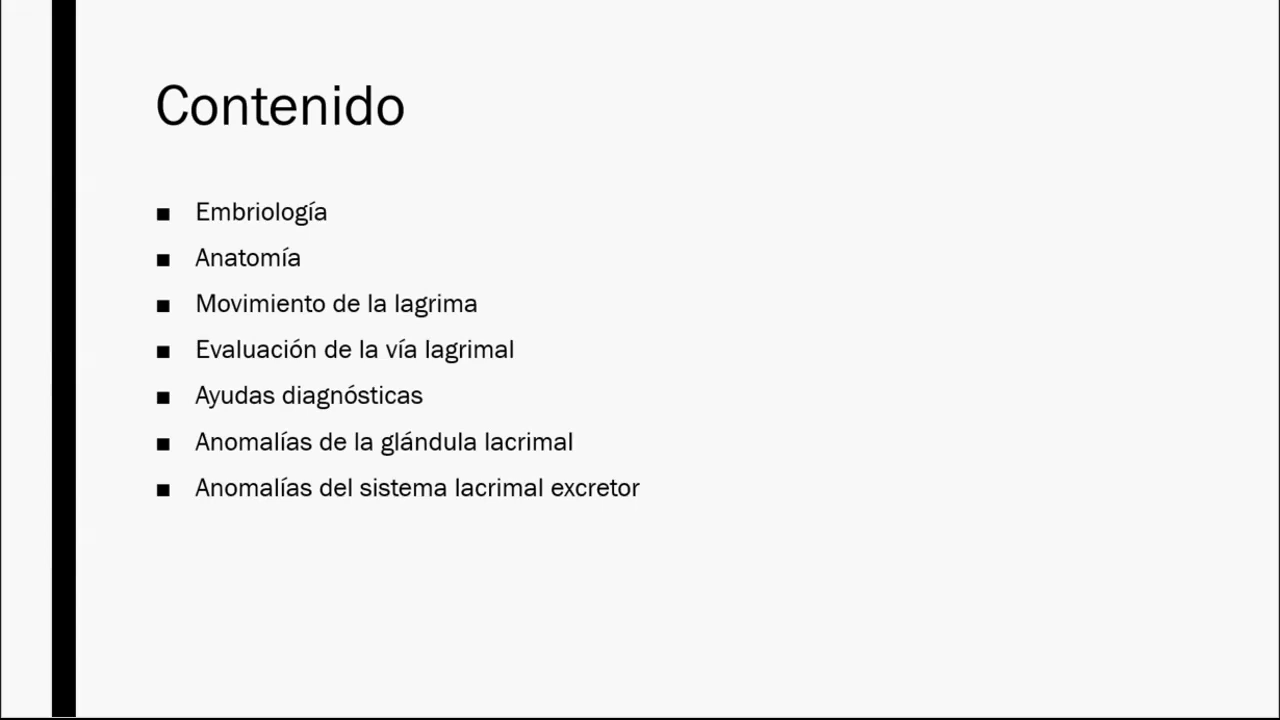 Contenido
■ Embriología
■ Anatomía
■ Movimiento de la lagrima
■ Evaluación de la vía lagrimal
■ Ayudas diagnósticas
■ Anomalías de la glándula lacrimal
■ Anomalías del sistema lacrimal excretor